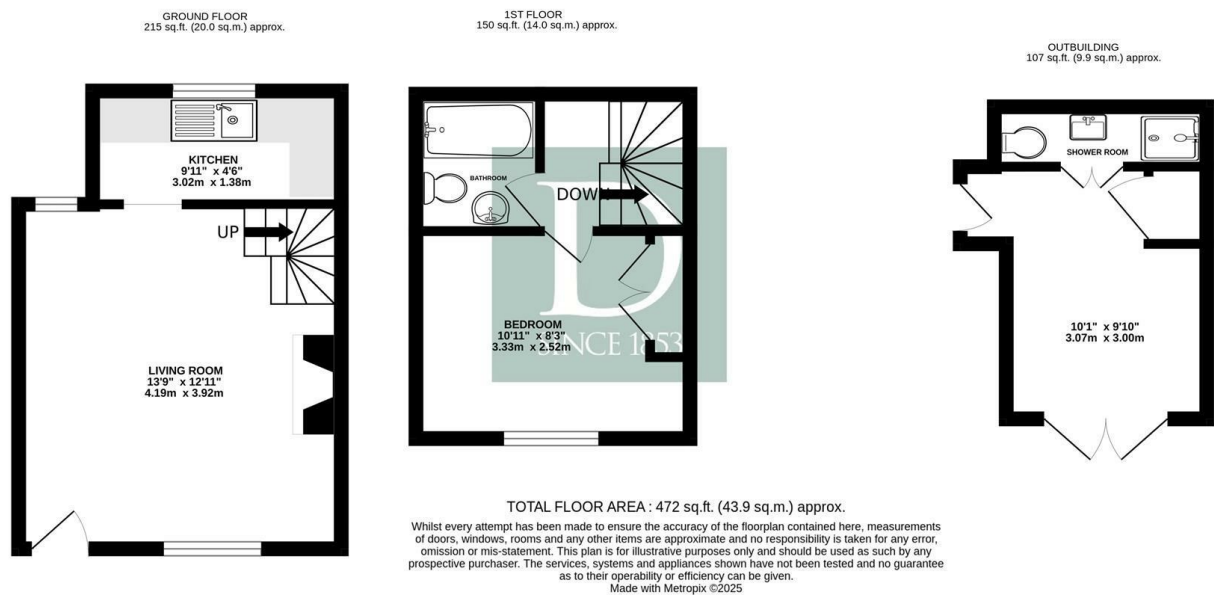 GROUND FLOOR
215 sq.ft. (20.0 sq.m.) approx.
1ST FLOOR
150 sq.ft. (14.0 sq.m.) approx.
OUTBUILDING
107 sq.ft. (9.9 sq.m.) approx.
KITCHEN
9'11" x 4'6"
3.02m x 1.38m
UP
LIVING ROOM
13'9" x 12'11"
4.19m x 3.92m
BATHROOM
DOWN
D
SINCE 1853
BEDROOM
10'11" x 8'3"
3.33m x 2.52m
SHOWER ROOM
10'1" x 9'10"
3.07m x 3.00m
TOTAL FLOOR AREA : 472 sq.ft. (43.9 sq.m.) approx.
Whilst every attempt has been made to ensure the accuracy of the floorplan contained here, measurements
of doors, windows, rooms and any other items are approximate and no responsibility is taken for any error,
omission or mis-statement. This plan is for illustrative purposes only and should be used as such by any
prospective purchaser. The services, systems and appliances shown have not been tested and no guarantee
as to their operability or efficiency can be given.
Made with Metropix ©2025